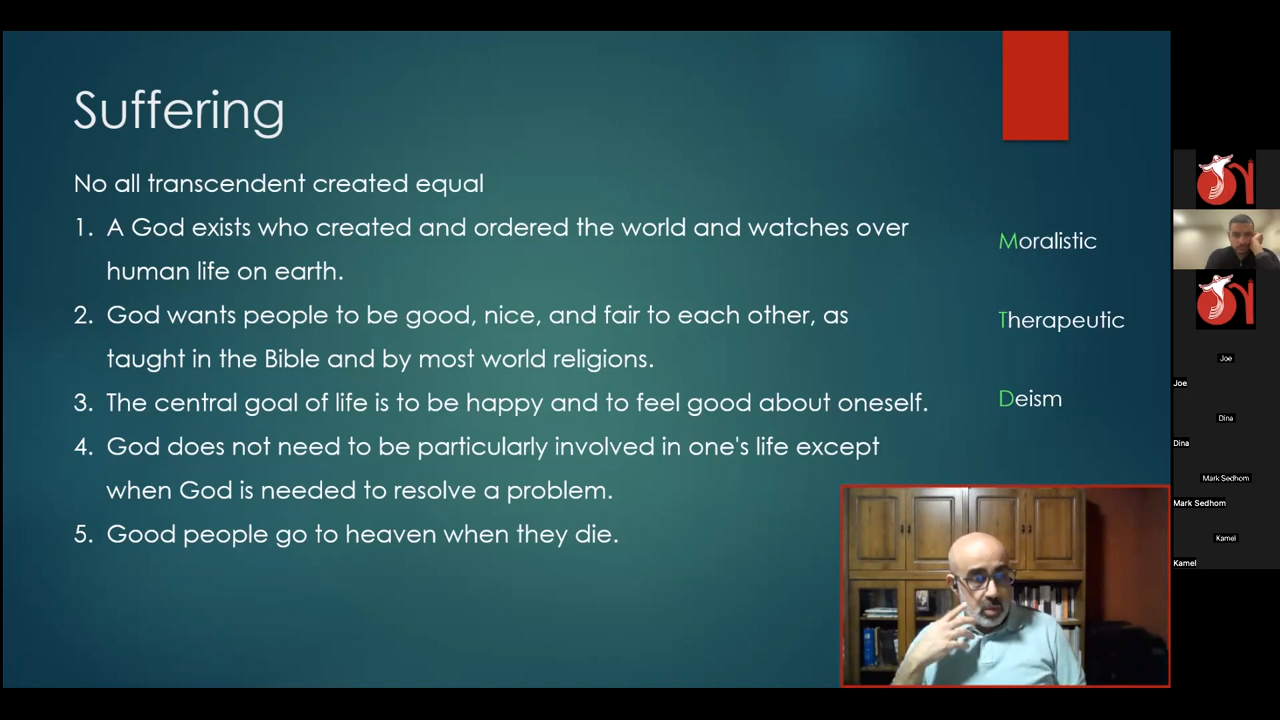 Suffering
No all transcendent created equal
1. A God exists who created and ordered the world and watches over
human life on earth.
2. God wants people to be good, nice, and fair to each other, as
taught in the Bible and by most world religions.
3. The central goal of life is to be happy and to feel good about oneself.
4. God does not need to be particularly involved in one's life except
when God is needed to resolve a problem.
5. Good people go to heaven when they die.
Moralistic
Therapeutic
Deism
Joe
Joe
Dina
Dina
Mark Sedhom
Mark Sedhom
Kamel
Kamel